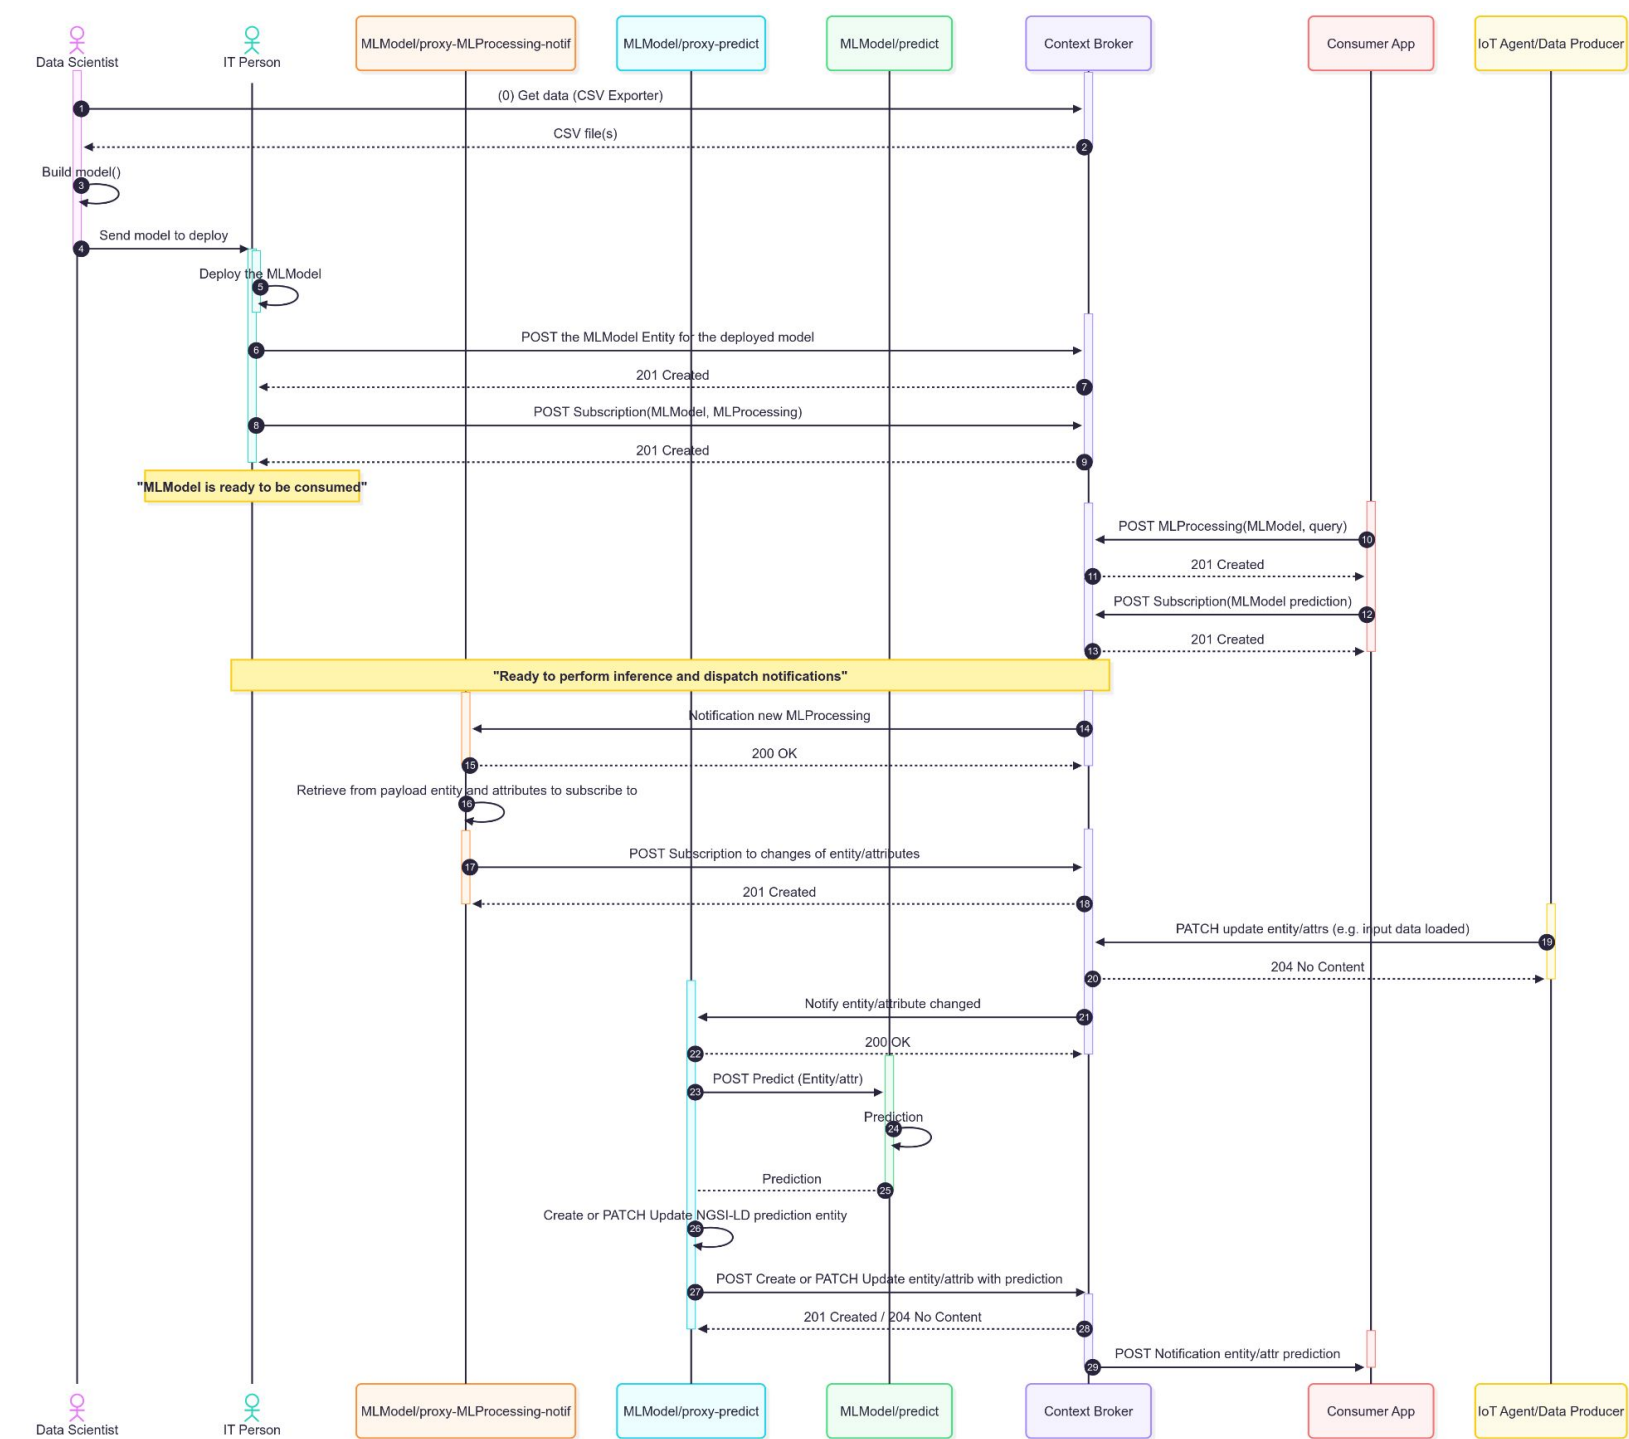 Data Scientist
IT Person
MLModel/proxy-MLProcessing-notif
MLModel/proxy-predict
MLModel/predict
Context Broker
Consumer App
IoT Agent/Data Producer
(0) Get data (CSV Exporter)
1
CSV file(s)
2
Build model()
3
Send model to deploy
4
Deploy the MLModel
5
POST the MLModel Entity for the deployed model
6
201 Created
7
POST Subscription(MLModel, MLProcessing)
8
201 Created
9
"MLModel is ready to be consumed"
POST MLProcessing(MLModel, query)
10
201 Created
11
POST Subscription(MLModel prediction)
12
201 Created
13
"Ready to perform inference and dispatch notifications"
Notification new MLProcessing
14
200 OK
15
Retrieve from payload entity and attributes to subscribe to
16
POST Subscription to changes of entity/attributes
17
201 Created
18
PATCH update entity/attrs (e.g. input data loaded)
19
204 No Content
20
Notify entity/attribute changed
21
200 OK
22
POST Predict (Entity/attr)
23
Prediction
24
Prediction
25
Create or PATCH Update NGSI-LD prediction entity
26
POST Create or PATCH Update entity/attrib with prediction
27
201 Created / 204 No Content
28
POST Notification entity/attr prediction
29
Data Scientist
IT Person
MLModel/proxy-MLProcessing-notif
MLModel/proxy-predict
MLModel/predict
Context Broker
Consumer App
IoT Agent/Data Producer